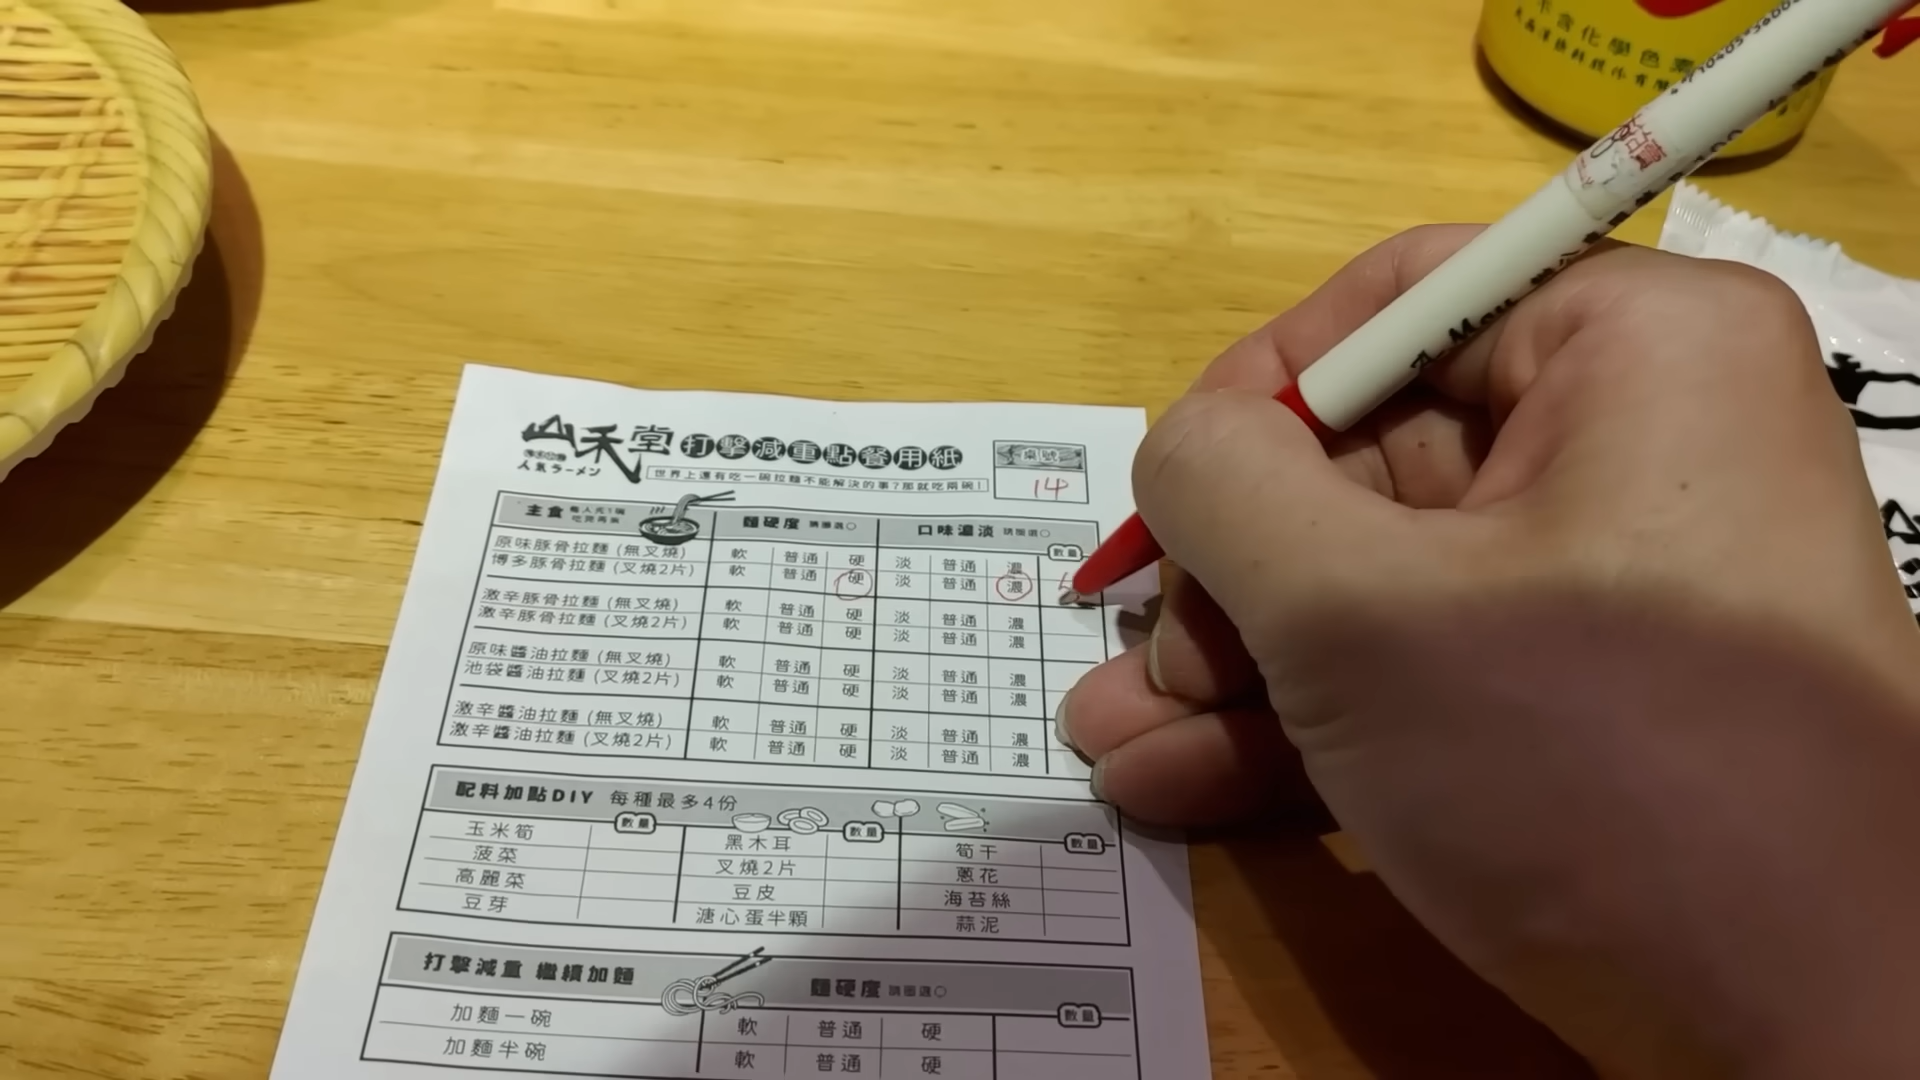 不含化學色素
山禾堂 打擊減重點餐用紙
人氣ラーメン
世界上還有吃一碗拉麵不能解決的事?那就吃兩碗!
桌號
14
主食 麵硬度 請圈選○ 口味濃淡 請圈選○
數量
原味豚骨拉麵 (無叉燒) 軟 普通 硬 淡 普通 濃
博多豚骨拉麵 (叉燒2片) 軟 普通 硬 淡 普通 濃
激辛豚骨拉麵 (無叉燒) 軟 普通 硬 淡 普通 濃
激辛豚骨拉麵 (叉燒2片) 軟 普通 硬 淡 普通 濃
原味醬油拉麵 (無叉燒) 軟 普通 硬 淡 普通 濃
池袋醬油拉麵 (叉燒2片) 軟 普通 硬 淡 普通 濃
激辛醬油拉麵 (無叉燒) 軟 普通 硬 淡 普通 濃
激辛醬油拉麵 (叉燒2片) 軟 普通 硬 淡 普通 濃
配料加點DIY 每種最多4份
數量 數量 數量
玉米筍 黑木耳 筍干
菠菜 叉燒2片 蔥花
高麗菜 豆皮 海苔絲
豆芽 溏心蛋半顆 蒜泥
打擊減重 繼續加麵 麵硬度 請圈選○
數量
加麵一碗 軟 普通 硬
加麵半碗 軟 普通 硬